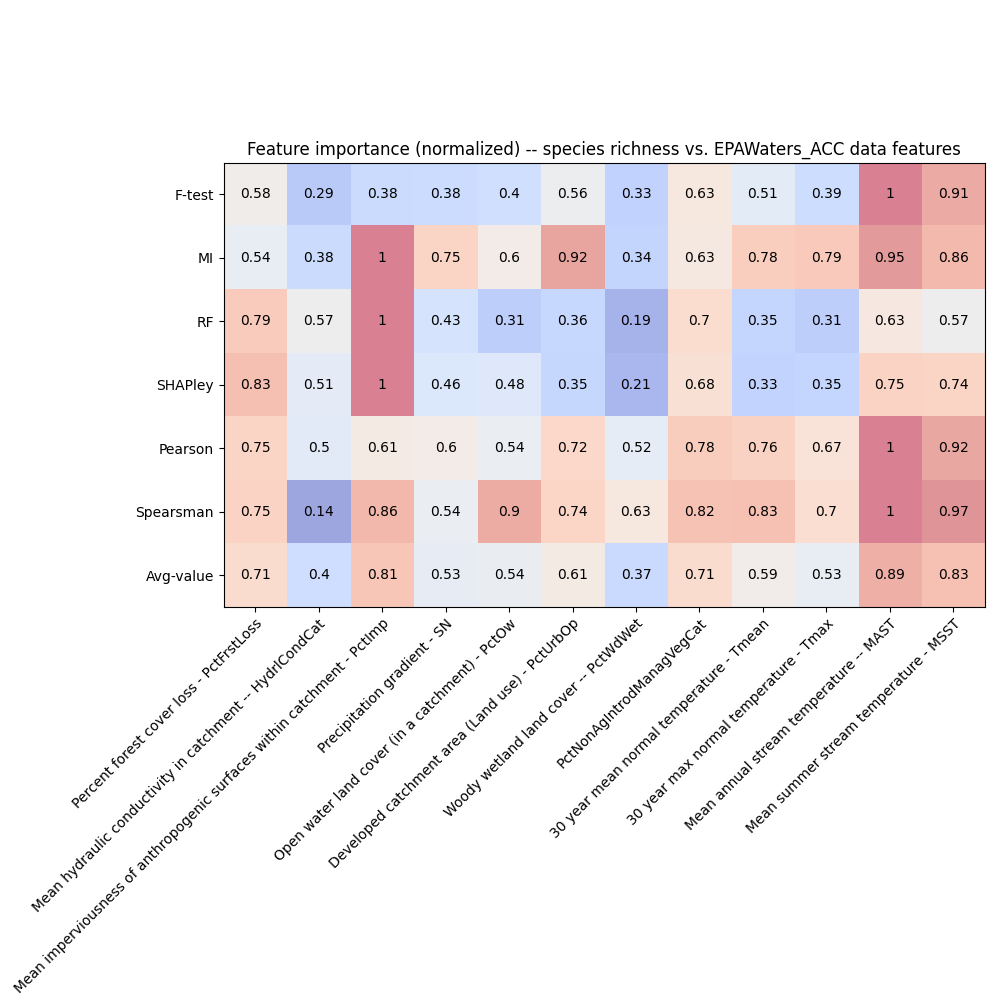 Feature importance (normalized) -- species richness vs. EPAWaters_ACC data features
F-test 0.58 0.29 0.38 0.38 0.4 0.56 0.33 0.63 0.51 0.39 1 0.91
MI 0.54 0.38 1 0.75 0.6 0.92 0.34 0.63 0.78 0.79 0.95 0.86
RF 0.79 0.57 1 0.43 0.31 0.36 0.19 0.7 0.35 0.31 0.63 0.57
SHAPley 0.83 0.51 1 0.46 0.48 0.35 0.21 0.68 0.33 0.35 0.75 0.74
Pearson 0.75 0.5 0.61 0.6 0.54 0.72 0.52 0.78 0.76 0.67 1 0.92
Spearsman 0.75 0.14 0.86 0.54 0.9 0.74 0.63 0.82 0.83 0.7 1 0.97
Avg-value 0.71 0.4 0.81 0.53 0.54 0.61 0.37 0.71 0.59 0.53 0.89 0.83
Percent forest cover loss - PctFrstLoss
Mean hydraulic conductivity in catchment -- HydrlCondCat
Mean imperviousness of anthropogenic surfaces within catchment - PctImp
Precipitation gradient - SN
Open water land cover (in a catchment) - PctOw
Developed catchment area (Land use) - PctUrbOp
Woody wetland land cover -- PctWdWet
PctNonAgIntrodManagVegCat
30 year mean normal temperature - Tmean
30 year max normal temperature - Tmax
Mean annual stream temperature -- MAST
Mean summer stream temperature - MSST